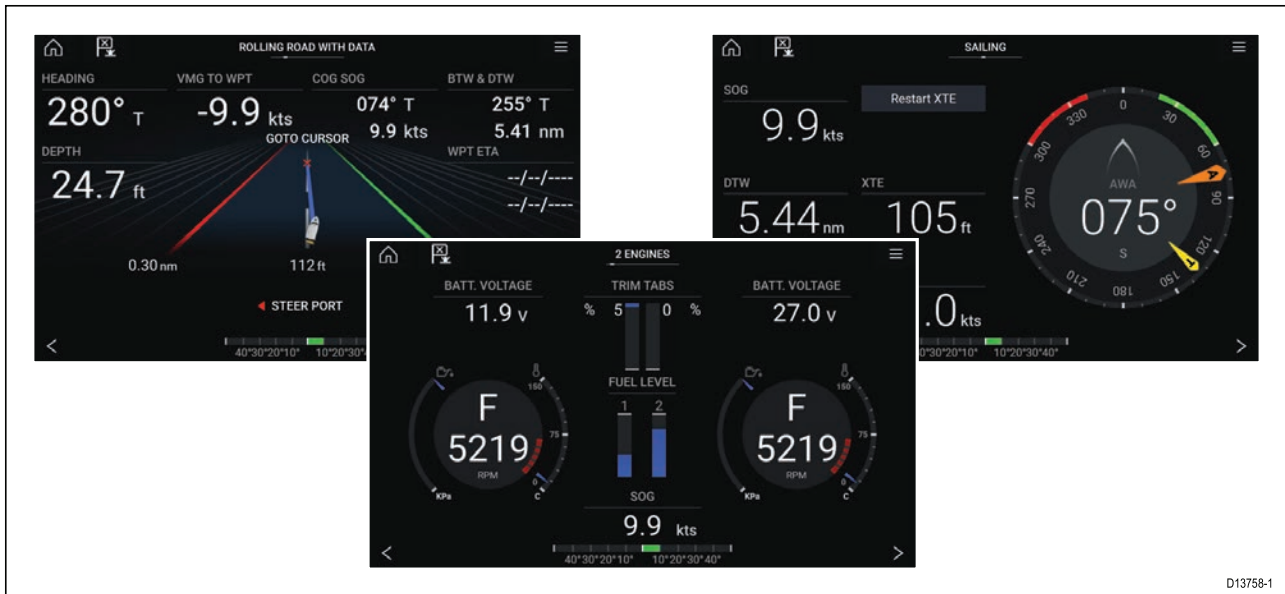 ROLLING ROAD WITH DATA
HEADING
VMG TO WPT
COG SOG
BTW & DTW
280° T
-9.9 kts
074° T
9.9 kts
255° T
5.41 nm
GOTO CURSOR
DEPTH
WPT ETA
24.7 ft
--/--/----
--/--/----
0.30 nm
112 ft
STEER PORT
40°30°20°10° 10°20°30°4
SAILING
SOG
Restart XTE
9.9 kts
DTW
XTE
5.44 nm
105 ft
.0 kts
0
30
60
90
120
150
180
210
240
270
300
330
A
T
AWA
075°
S
0°30°20°10° 10°20°30°40°
2 ENGINES
BATT. VOLTAGE
TRIM TABS
BATT. VOLTAGE
11.9 v
% 5 0 %
27.0 v
FUEL LEVEL
1 2
150
F
5219
RPM
75
0
KPa
C
150
F
5219
RPM
75
0
KPa
C
SOG
9.9 kts
40°30°20°10° 10°20°30°40°
D13758-1